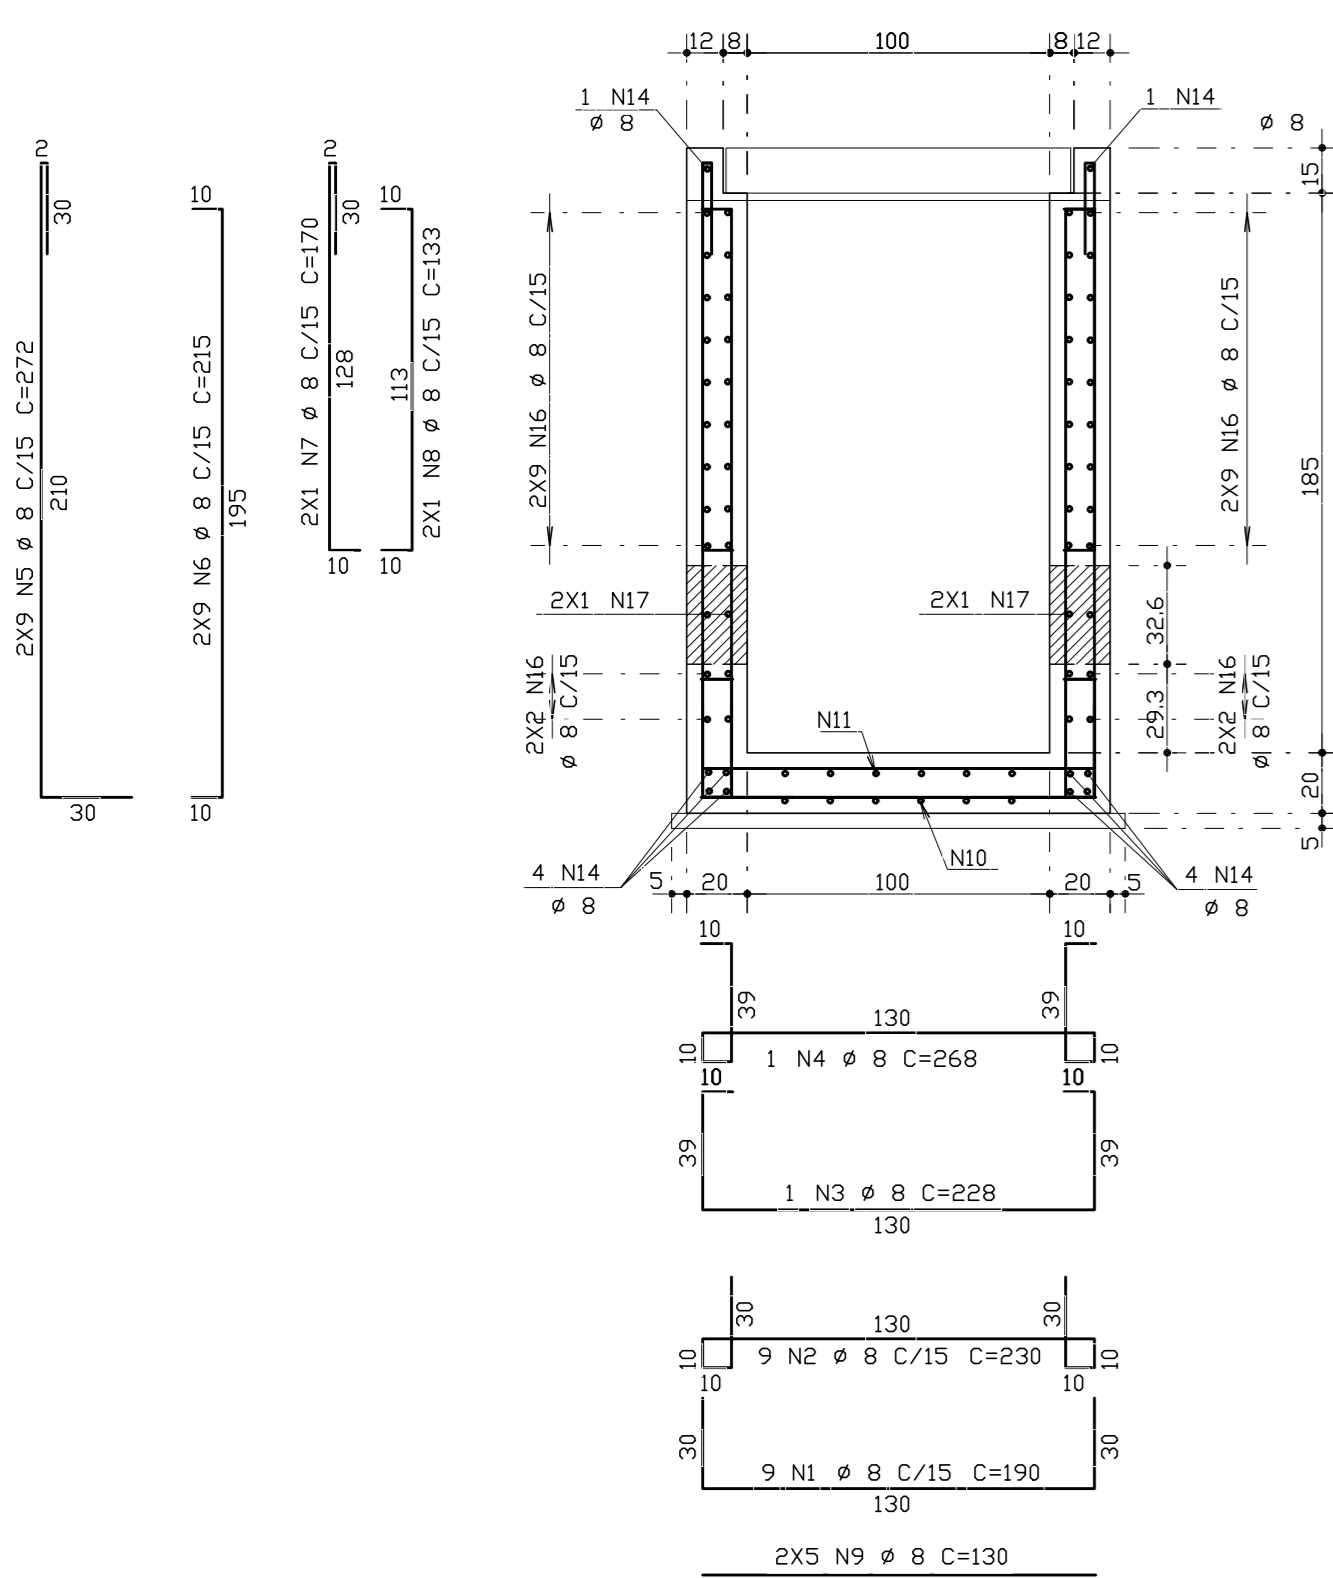 12 8 100 8 12
1 N14
ø 8
1 N14
ø 8
15
185
20
5
2
30
2X9 N5 ø 8 C/15 C=272
210
30
10
2X9 N6 ø 8 C/15 C=215
195
10
2
30
2X1 N7 ø 8 C/15 C=170
128
10
10
113
2X1 N8 ø 8 C/15 C=133
10
2X9 N16 ø 8 C/15
2X9 N16 ø 8 C/15
2X1 N17
2X1 N17
32.6
29.3
2X2 N16
ø 8 C/15
2X2 N16
ø 8 C/15
N11
N10
4 N14
ø 8
4 N14
ø 8
5 20 100 20 5
10 10
39 39
130
10 10
1 N4 ø 8 C=268
10 10
10 10
39 39
1 N3 ø 8 C=228
130
30 30
130
10 10
9 N2 ø 8 C/15 C=230
10 10
30 30
9 N1 ø 8 C/15 C=190
130
2X5 N9 ø 8 C=130